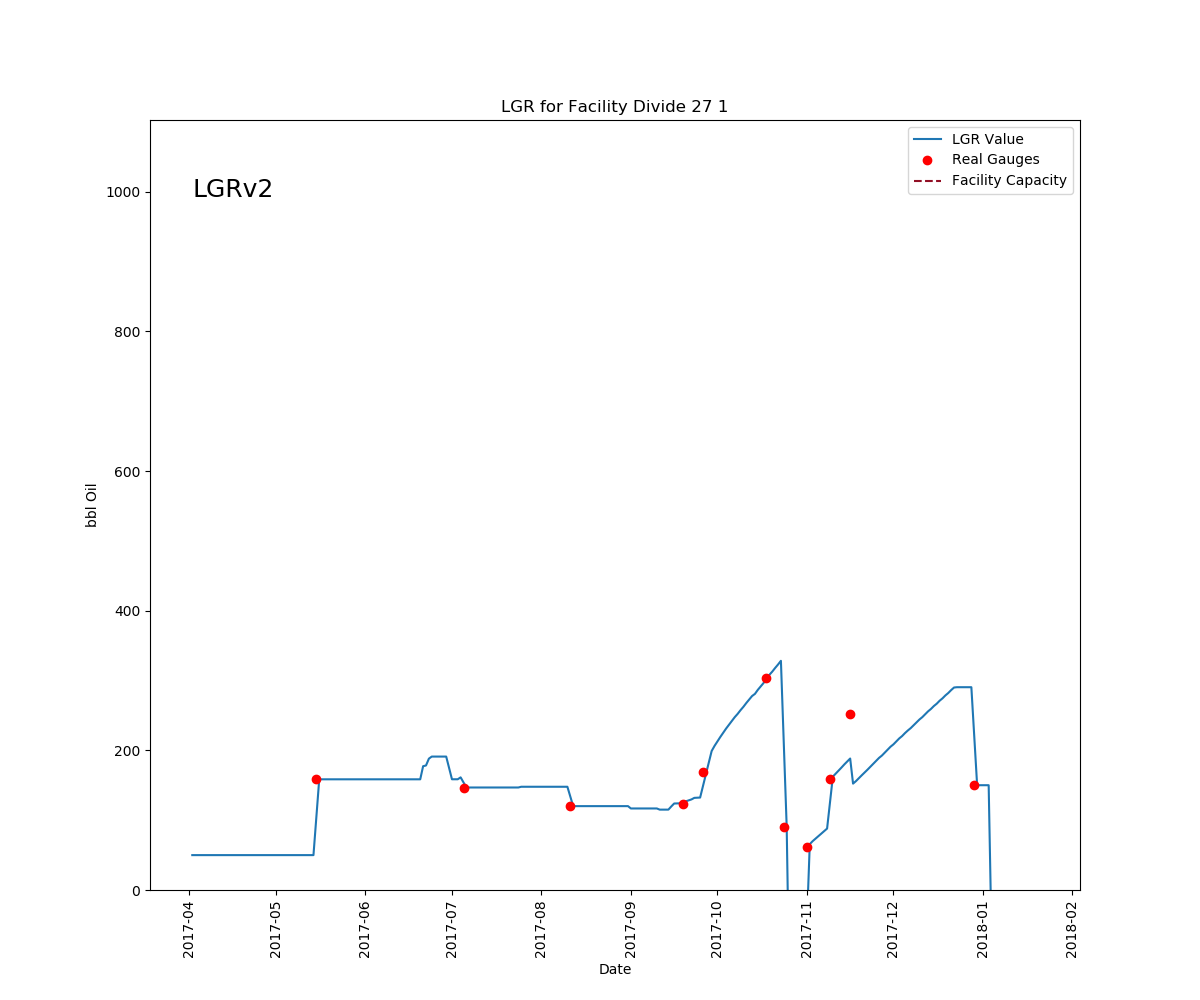 LGR for Facility Divide 27 1
LGR Value
Real Gauges
Facility Capacity
LGRv2
1000
800
600
400
200
0
bbl Oil
2017-04
2017-05
2017-06
2017-07
2017-08
2017-09
2017-10
2017-11
2017-12
2018-01
2018-02
Date